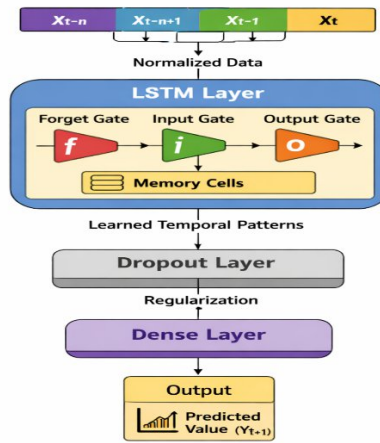 Xt-n Xt-n+1 Xt-1 Xt
Normalized Data
LSTM Layer
Forget Gate Input Gate Output Gate
f i o
Memory Cells
Learned Temporal Patterns
Dropout Layer
Regularization
Dense Layer
Output
Predicted
Value (Yt+1)